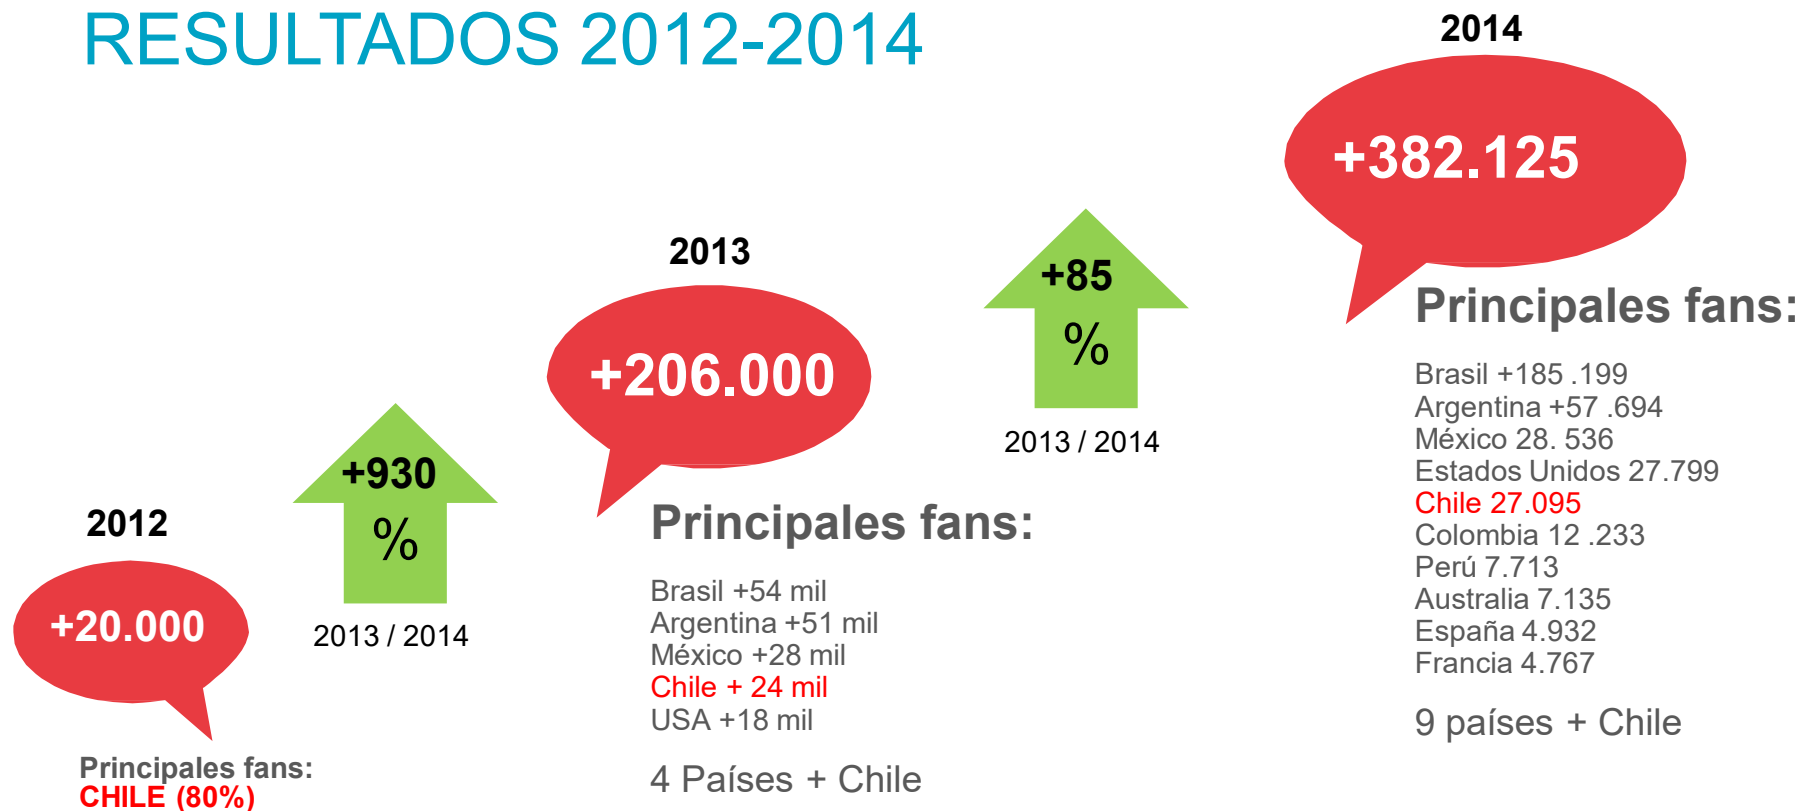 RESULTADOS 2012-2014
2012
+20.000
Principales fans:
CHILE (80%)
+930
%
2013 / 2014
2013
+206.000
Principales fans:
Brasil +54 mil
Argentina +51 mil
México +28 mil
Chile + 24 mil
USA +18 mil
4 Países + Chile
+85
%
2013 / 2014
2014
+382.125
Principales fans:
Brasil +185 .199
Argentina +57 .694
México 28. 536
Estados Unidos 27.799
Chile 27.095
Colombia 12 .233
Perú 7.713
Australia 7.135
España 4.932
Francia 4.767
9 países + Chile